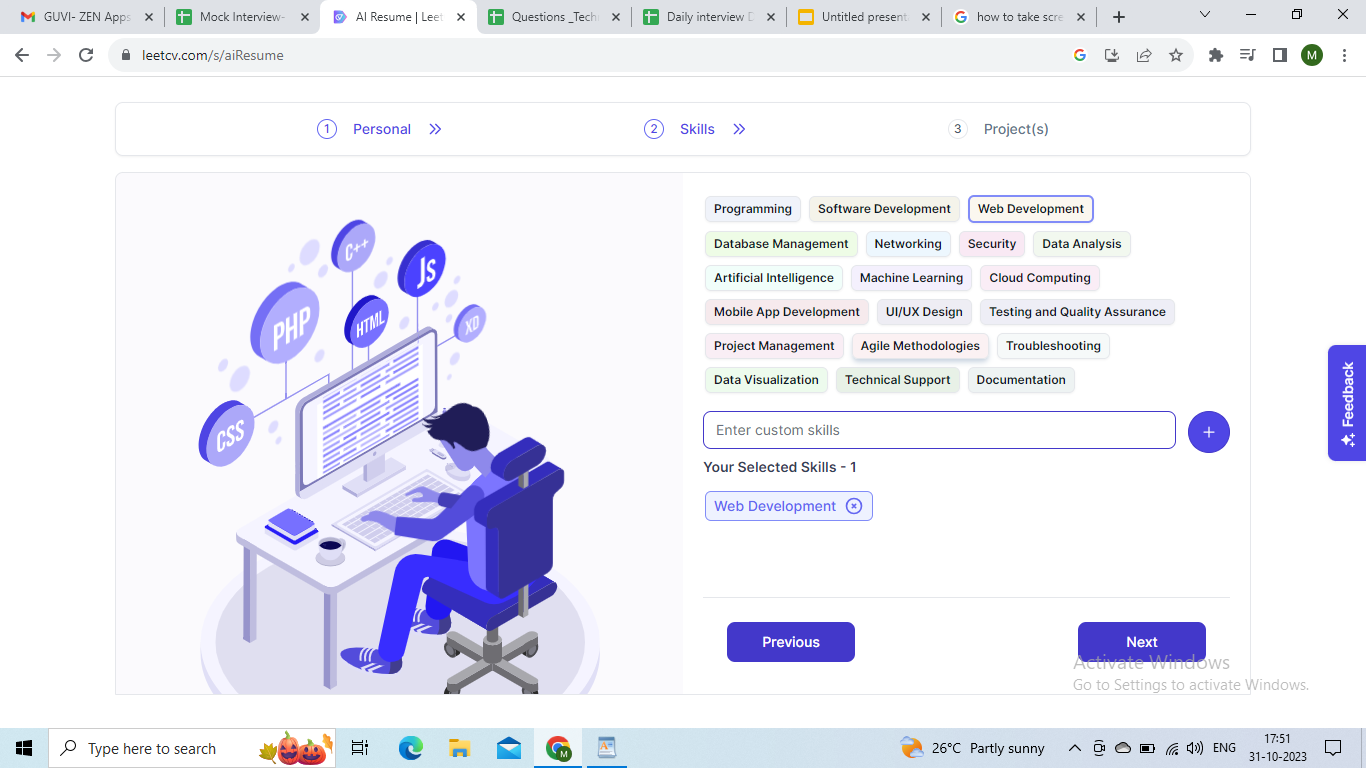 GUVI- ZEN Apps
Mock Interview-
AI Resume | Leet
Questions _Tech
Daily interview D
Untitled present
how to take scre
leetcv.com/s/aiResume
M
1 Personal
2 Skills
3 Project(s)
Programming Software Development Web Development
Database Management Networking Security Data Analysis
Artificial Intelligence Machine Learning Cloud Computing
Mobile App Development UI/UX Design Testing and Quality Assurance
Project Management Agile Methodologies Troubleshooting
Data Visualization Technical Support Documentation
C++
JS
PHP
HTML
XD
CSS
Enter custom skills
+
Your Selected Skills - 1
Web Development
Feedback
Previous Next
Activate Windows
Go to Settings to activate Windows.
Type here to search
M
26°C Partly sunny
ENG
17:51
31-10-2023